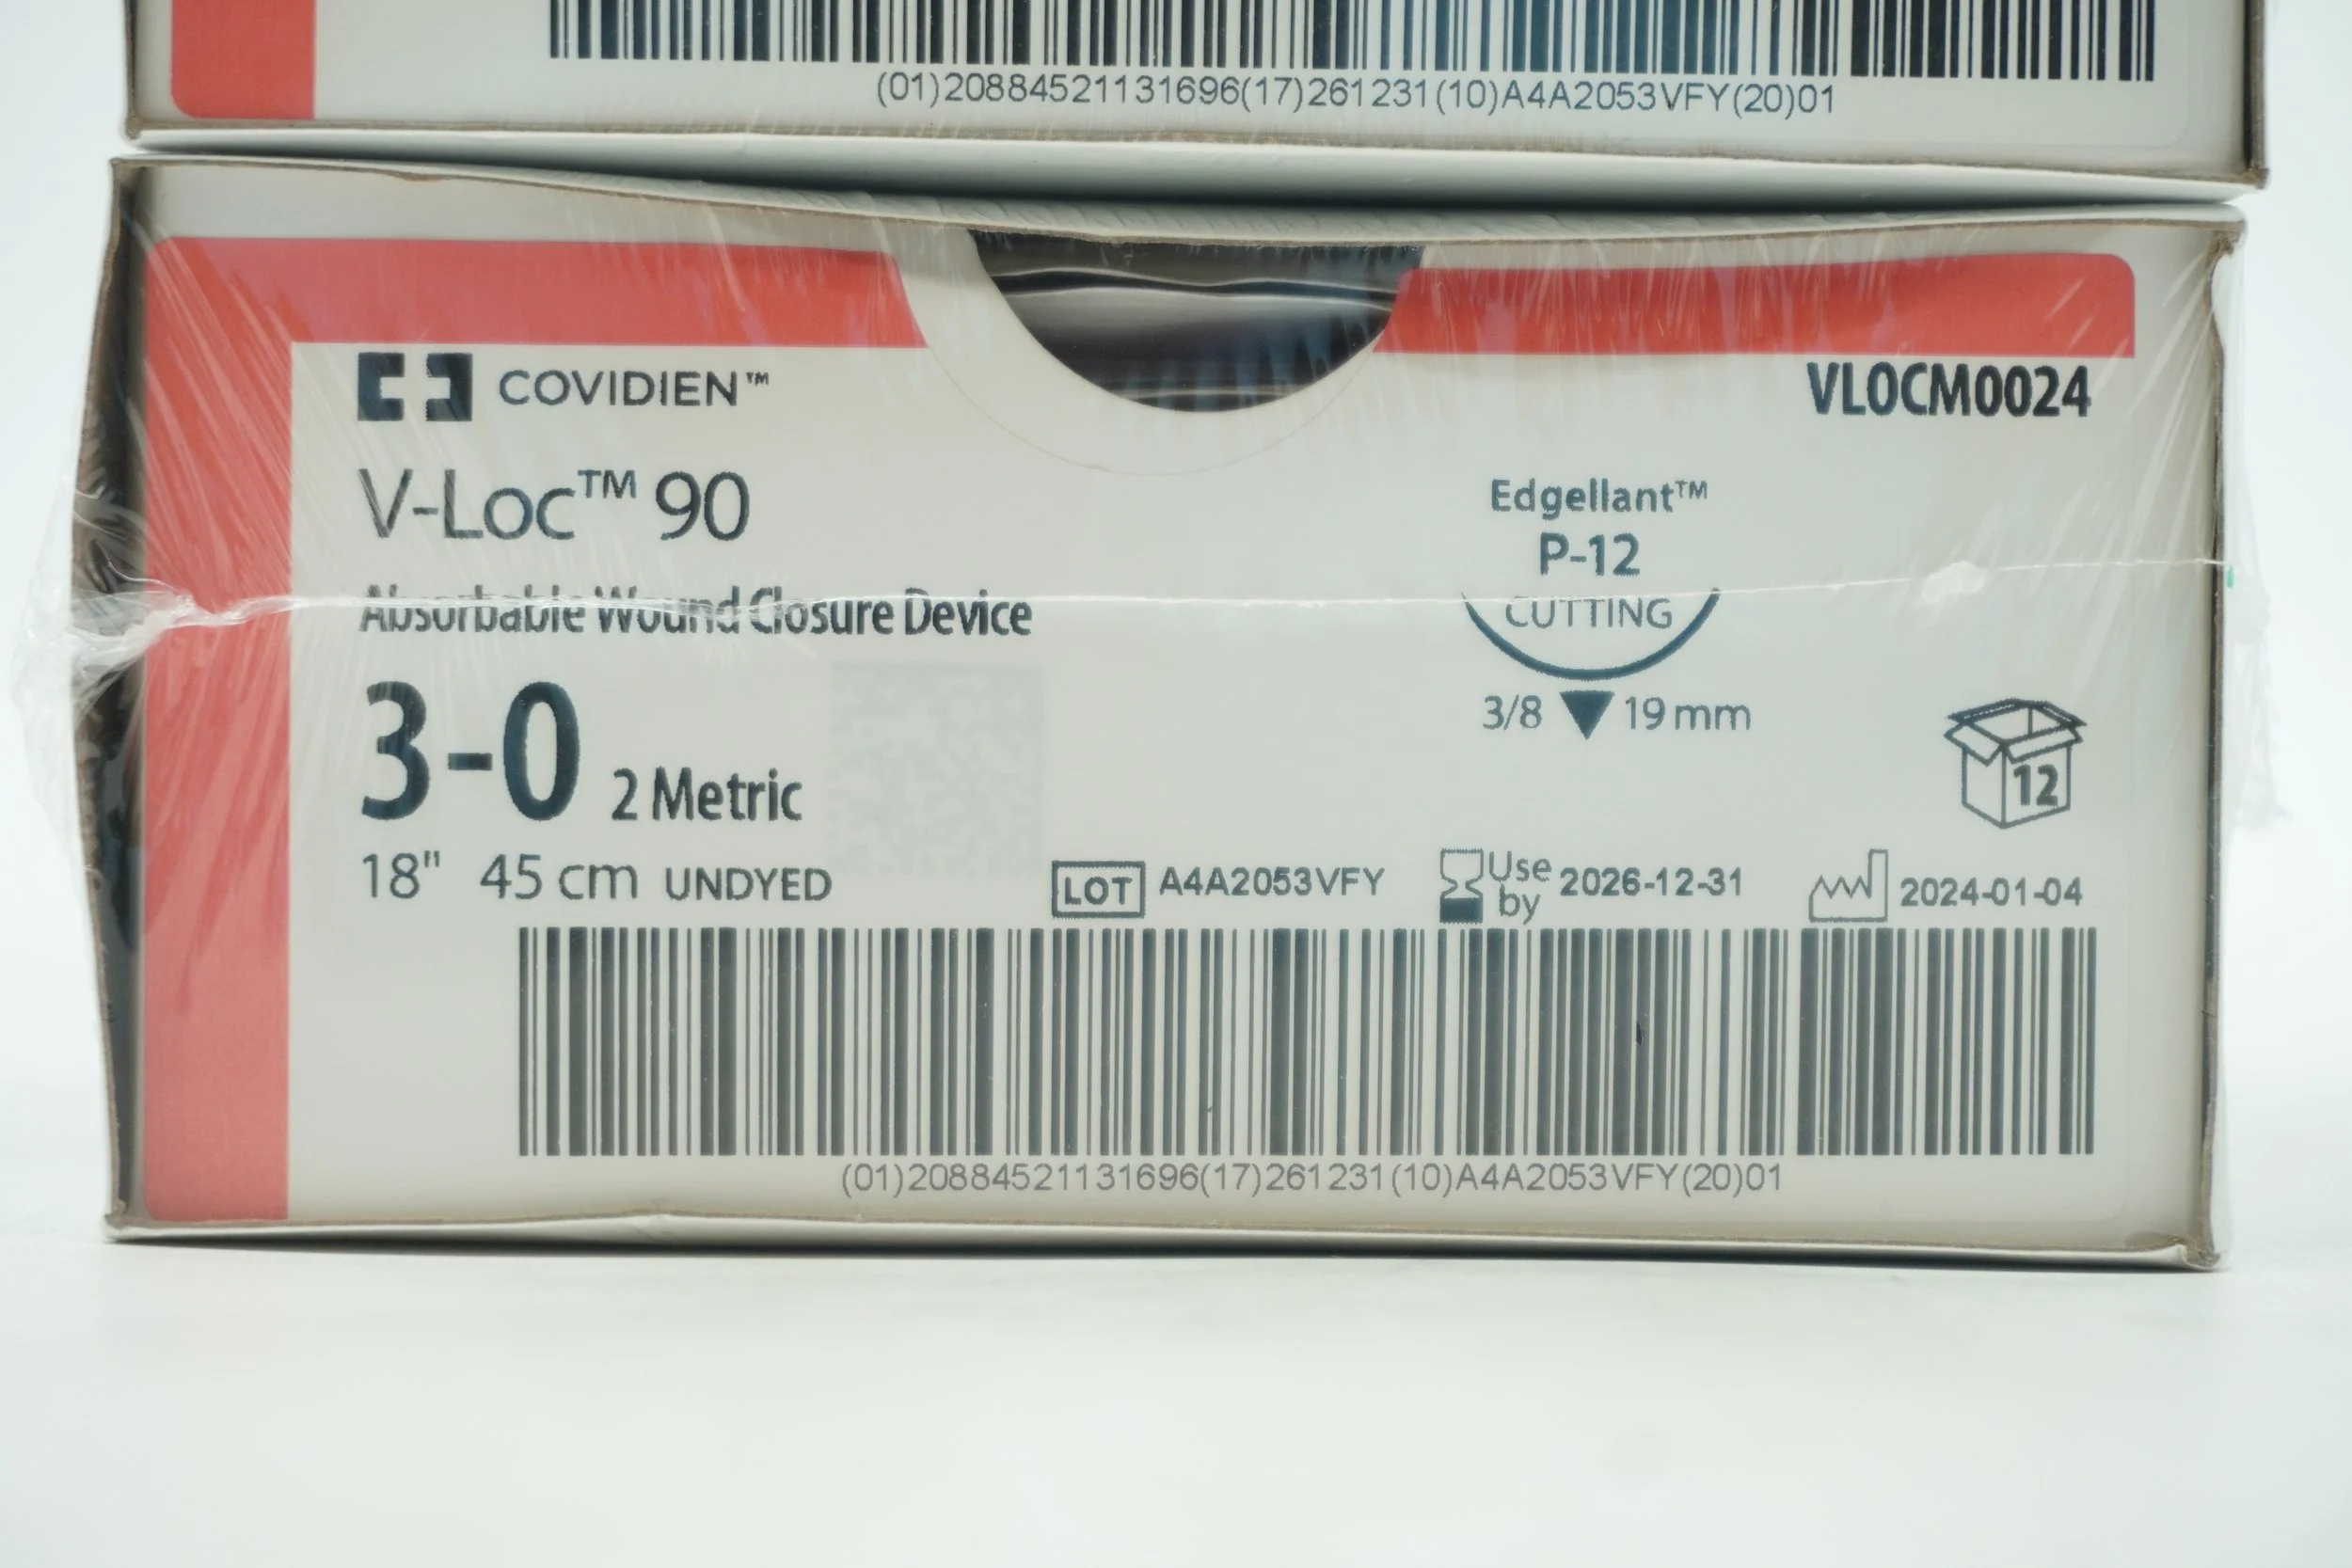 (01)20884521131696(17)261231(10)A4A2053VFY(20)01
COVIDIEN™
VLOCM0024
V-Loc™ 90
Edgellant™
P-12
Absorbable Wound Closure Device
CUTTING
3/8 19 mm
3-0 2 Metric
12
18" 45 cm UNDYED
LOT A4A2053VFY
Use by 2026-12-31
2024-01-04
(01)20884521131696(17)261231(10)A4A2053VFY(20)01